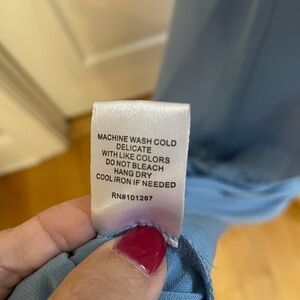 MACHINE WASH COLD
DELICATE
WITH LIKE COLORS
DO NOT BLEACH
HANG DRY
COOL IRON IF NEEDED
RN#101267